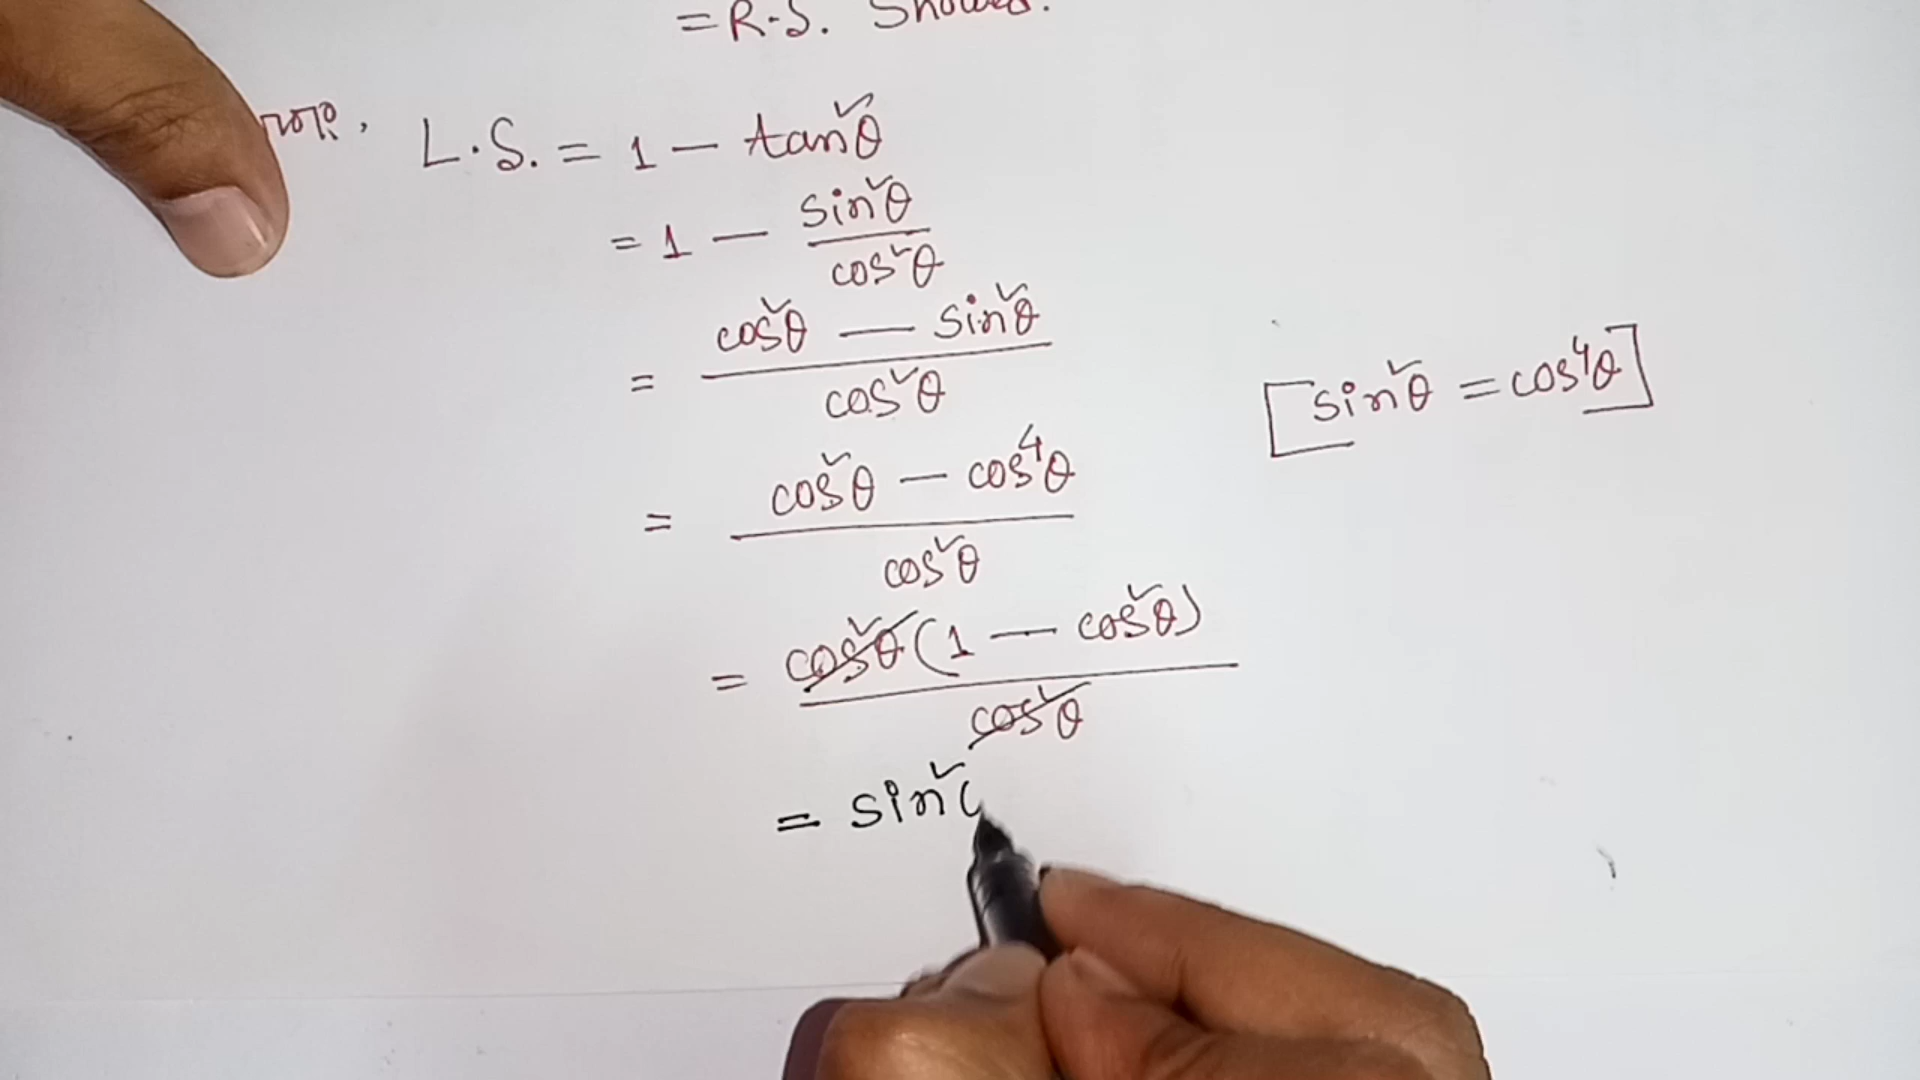 = R.S. Showed.
L.S. = 1 — tan²θ
= 1 — sin²θ / cos²θ
= cos²θ — sin²θ / cos²θ
[sin²θ = cos⁴θ]
= cos²θ — cos⁴θ / cos²θ
= cos²θ (1 — cos²θ) / cos²θ
= sin²